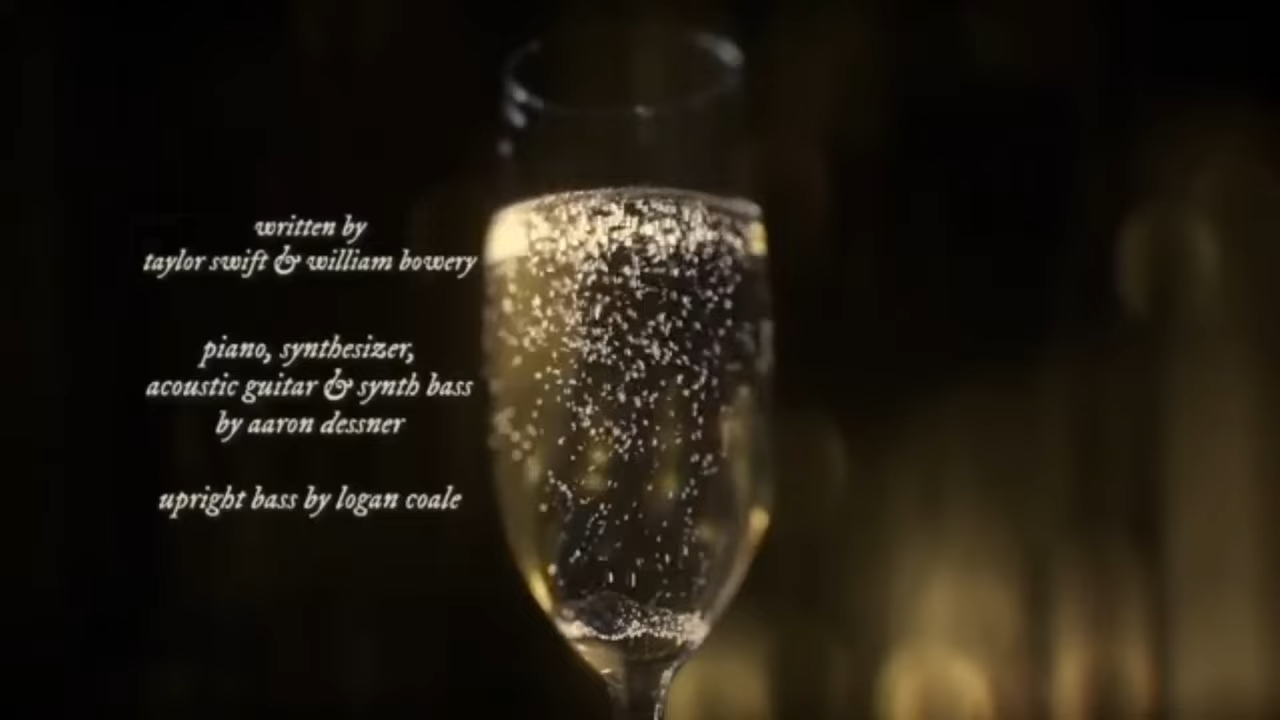 written by
taylor swift & william bowery
piano, synthesizer,
acoustic guitar & synth bass
by aaron dessner
upright bass by logan coale